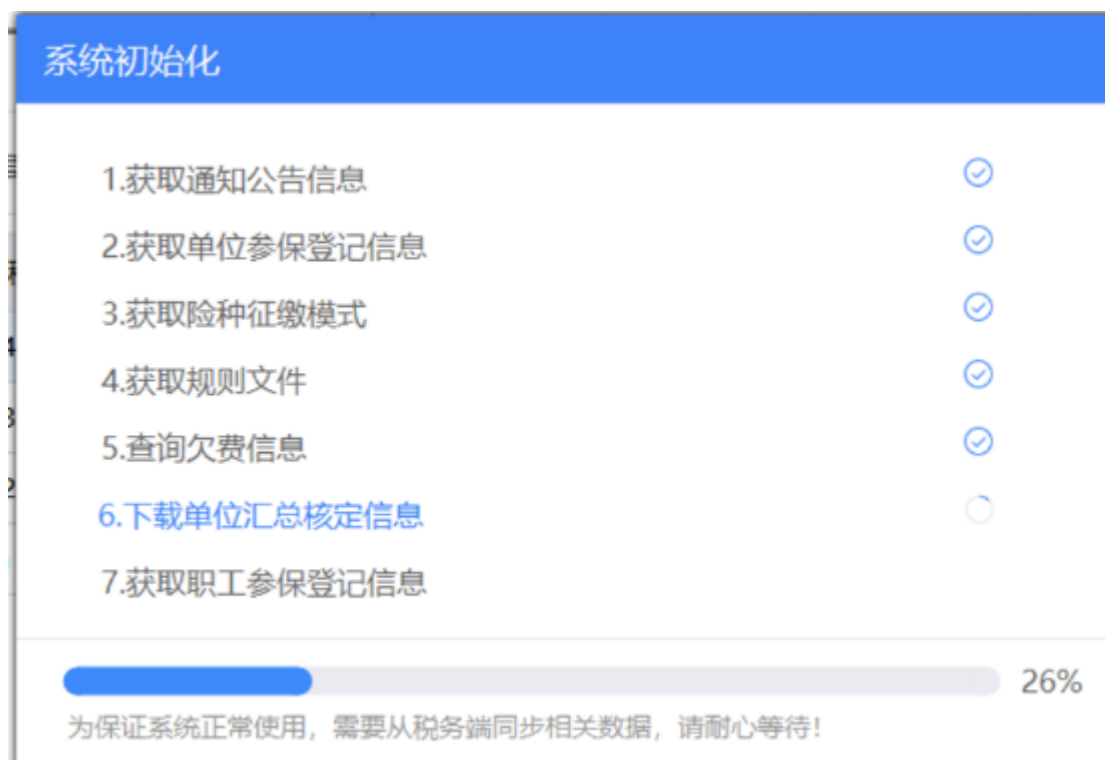 系统初始化
1.获取通知公告信息
2.获取单位参保登记信息
3.获取险种征缴模式
4.获取规则文件
5.查询欠费信息
6.下载单位汇总核定信息
7.获取职工参保登记信息
26%
为保证系统正常使用，需要从税务端同步相关数据，请耐心等待！